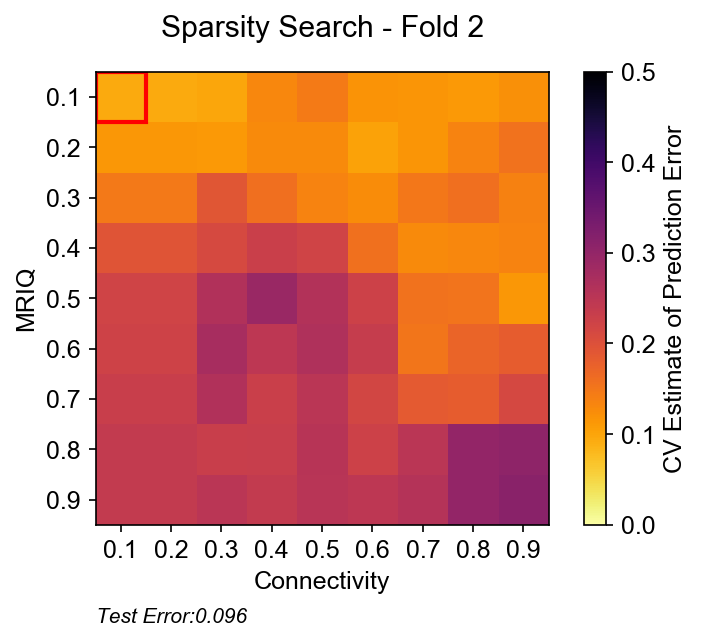 Sparsity Search - Fold 2
0.1
0.2
0.3
0.4
0.5
0.6
0.7
0.8
0.9
MRIQ
0.1 0.2 0.3 0.4 0.5 0.6 0.7 0.8 0.9
Connectivity
Test Error:0.096
0.5
0.4
0.3
0.2
0.1
0.0
CV Estimate of Prediction Error